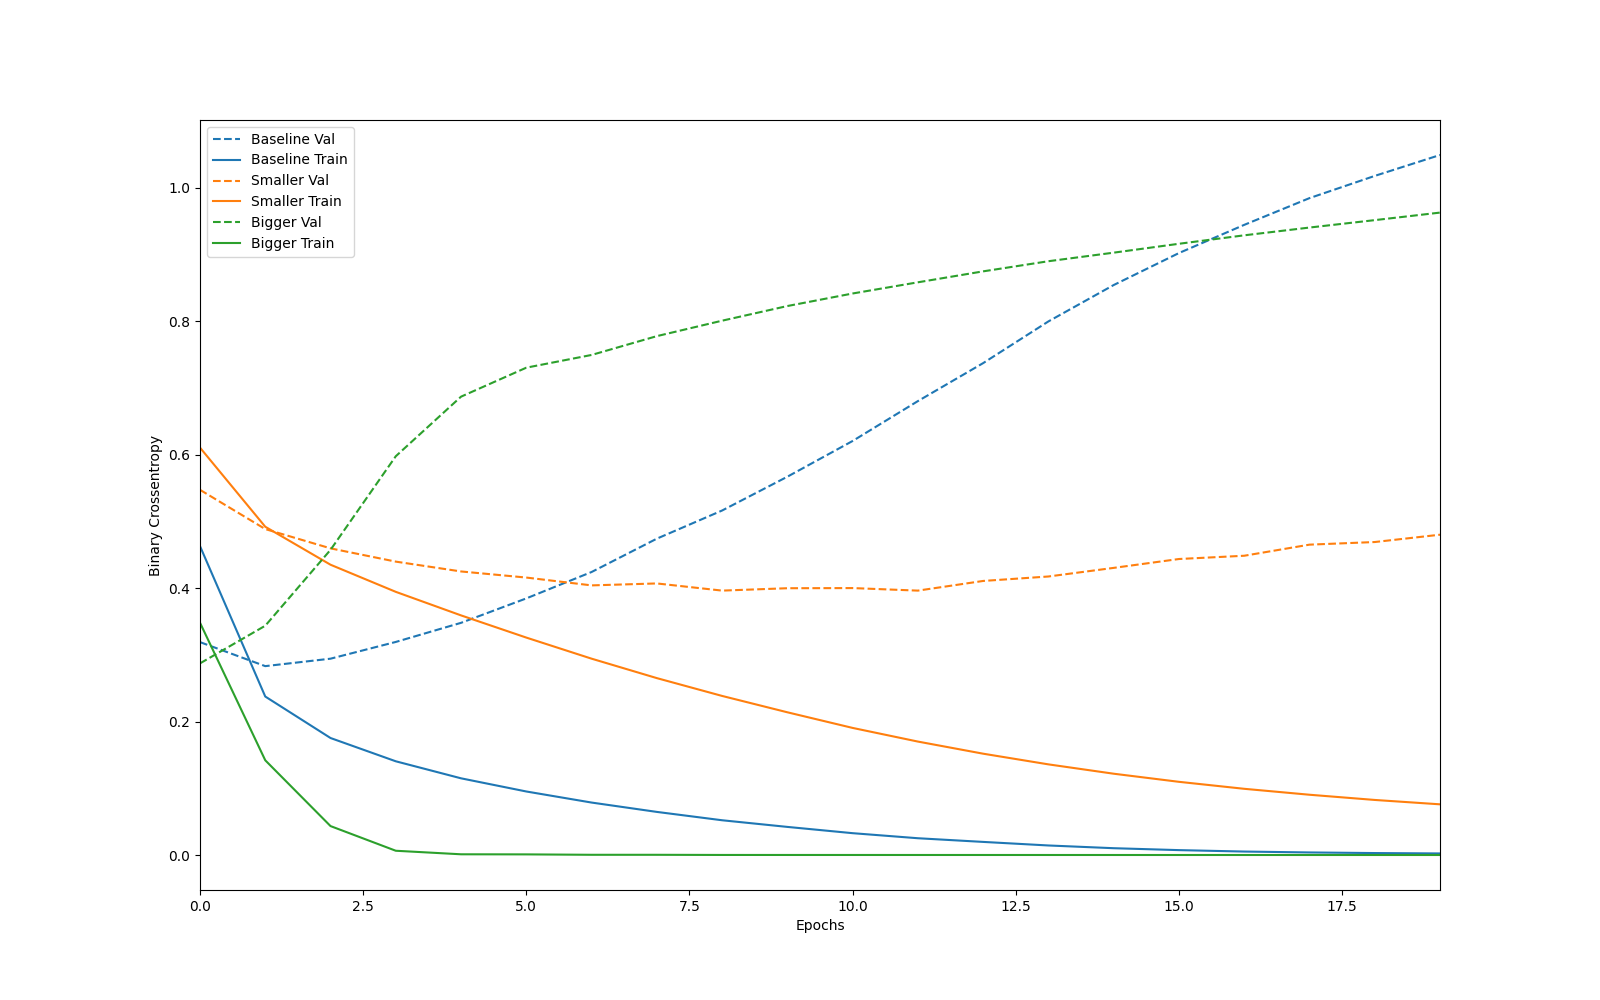 Baseline Val
Baseline Train
Smaller Val
Smaller Train
Bigger Val
Bigger Train
1.0
0.8
0.6
0.4
0.2
0.0
Binary Crossentropy
0.0 2.5 5.0 7.5 10.0 12.5 15.0 17.5
Epochs